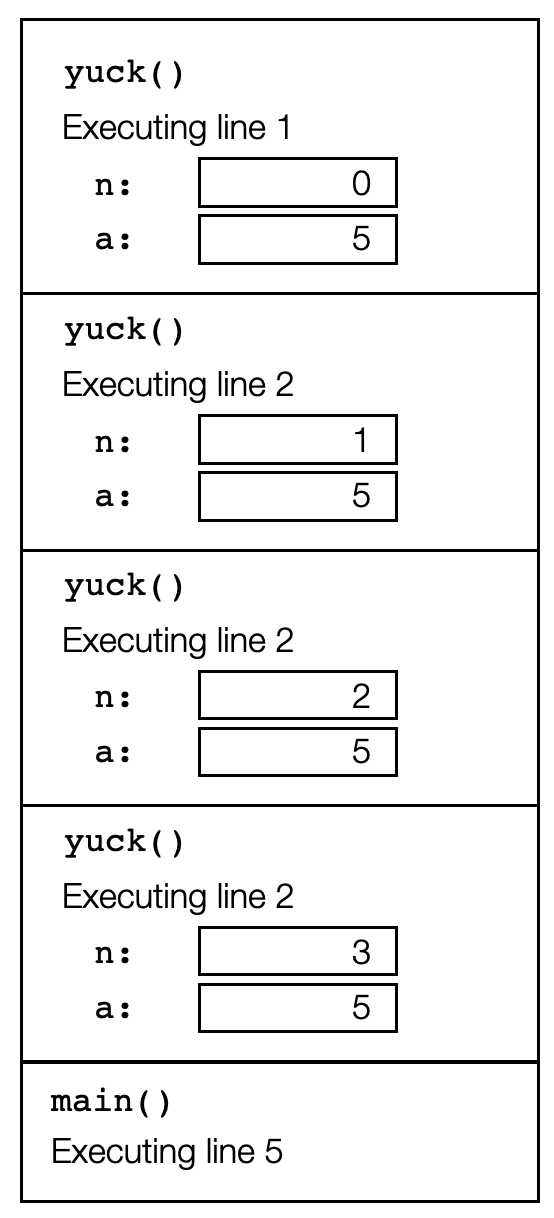 yuck()
Executing line 1
n: 0
a: 5
yuck()
Executing line 2
n: 1
a: 5
yuck()
Executing line 2
n: 2
a: 5
yuck()
Executing line 2
n: 3
a: 5
main()
Executing line 5